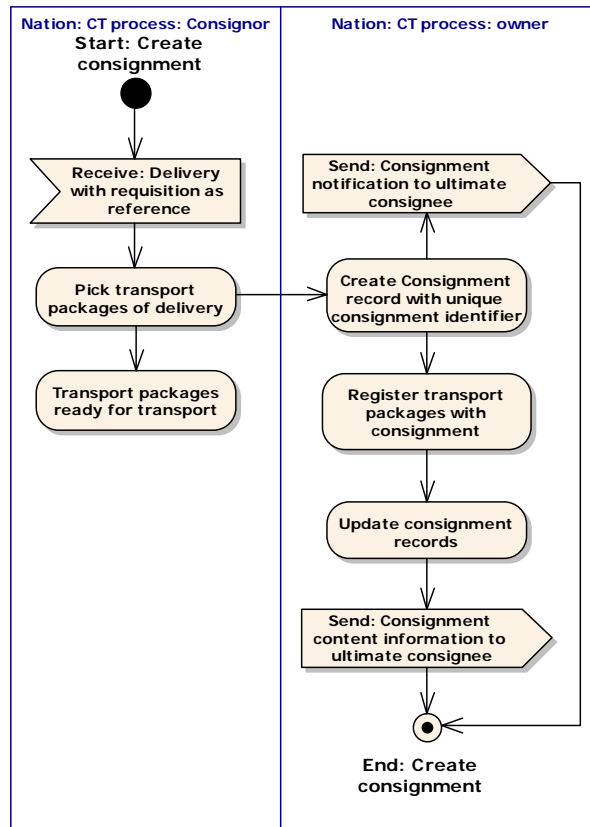 Nation: CT process: Consignor
Start: Create
consignment
Receive: Delivery
with requisition as
reference
Pick transport
packages of delivery
Transport packages
ready for transport
Nation: CT process: owner
Send: Consignment
notification to ultimate
consignee
Create Consignment
record with unique
consignment identifier
Register transport
packages with
consignment
Update consignment
records
Send: Consignment
content information to
ultimate consignee
End: Create
consignment